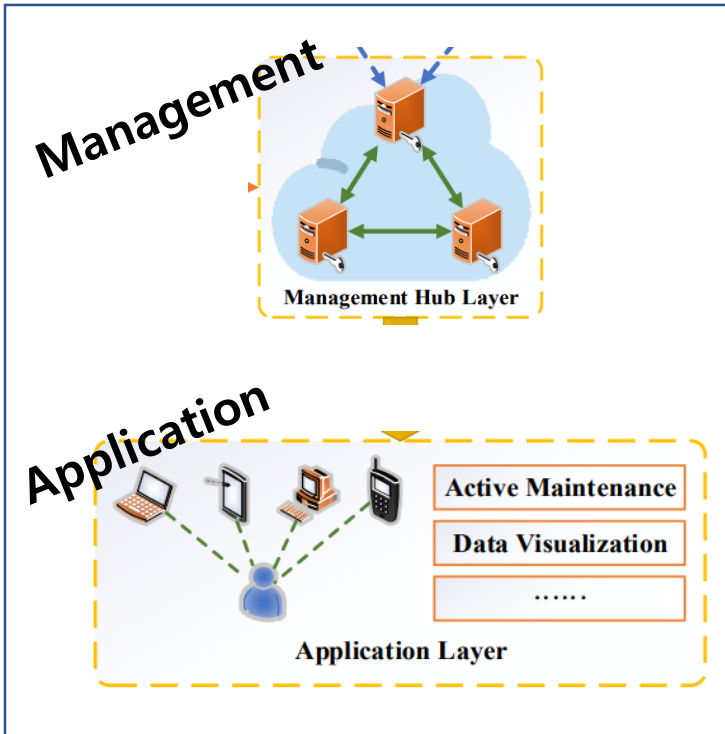 Management
Management Hub Layer
Application
Active Maintenance
Data Visualization
......
Application Layer